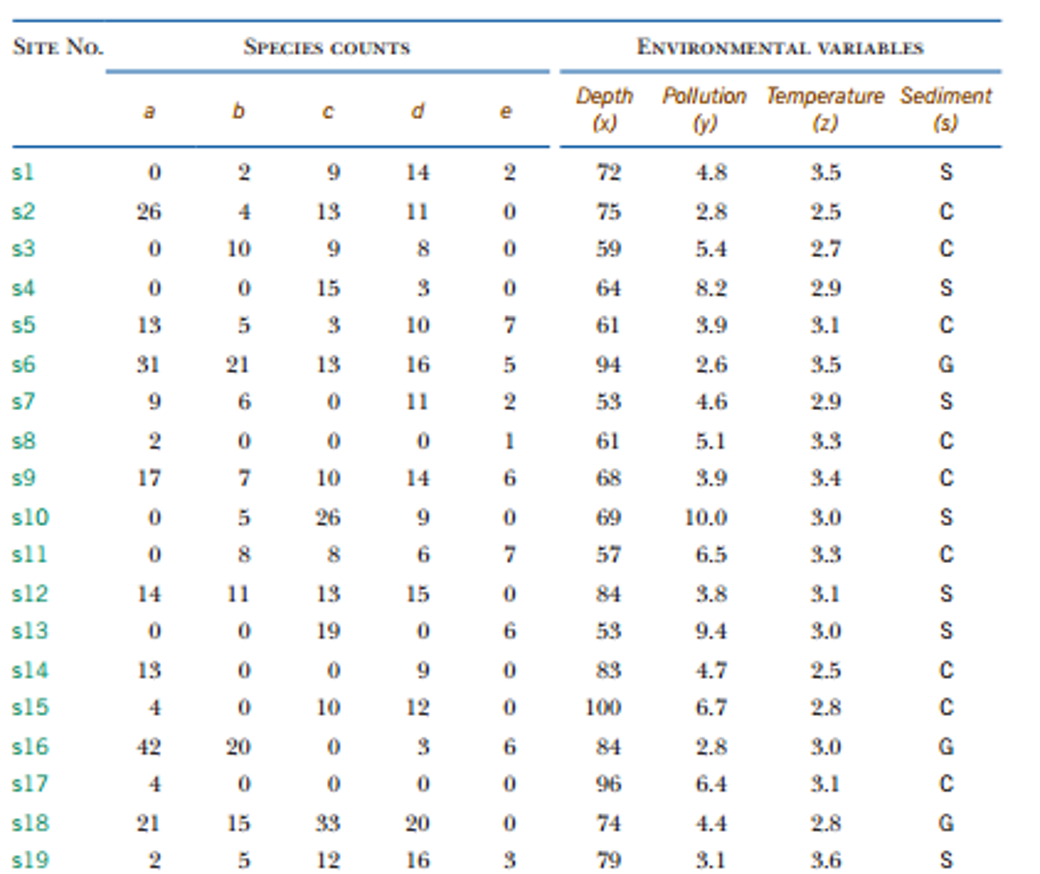 SITE NO. SPECIES COUNTS ENVIRONMENTAL VARIABLES
a b c d e Depth (x) Pollution (y) Temperature (z) Sediment (s)
s1 0 2 9 14 2 72 4.8 3.5 S
s2 26 4 13 11 0 75 2.8 2.5 C
s3 0 10 9 8 0 59 5.4 2.7 C
s4 0 0 15 3 0 64 8.2 2.9 S
s5 13 5 3 10 7 61 3.9 3.1 C
s6 31 21 13 16 5 94 2.6 3.5 G
s7 9 6 0 11 2 53 4.6 2.9 S
s8 2 0 0 0 1 61 5.1 3.3 C
s9 17 7 10 14 6 68 3.9 3.4 C
s10 0 5 26 9 0 69 10.0 3.0 S
s11 0 8 8 6 7 57 6.5 3.3 C
s12 14 11 13 15 0 84 3.8 3.1 S
s13 0 0 19 0 6 53 9.4 3.0 S
s14 13 0 0 9 0 83 4.7 2.5 C
s15 4 0 10 12 0 100 6.7 2.8 C
s16 42 20 0 3 6 84 2.8 3.0 G
s17 4 0 0 0 0 96 6.4 3.1 C
s18 21 15 33 20 0 74 4.4 2.8 G
s19 2 5 12 16 3 79 3.1 3.6 S